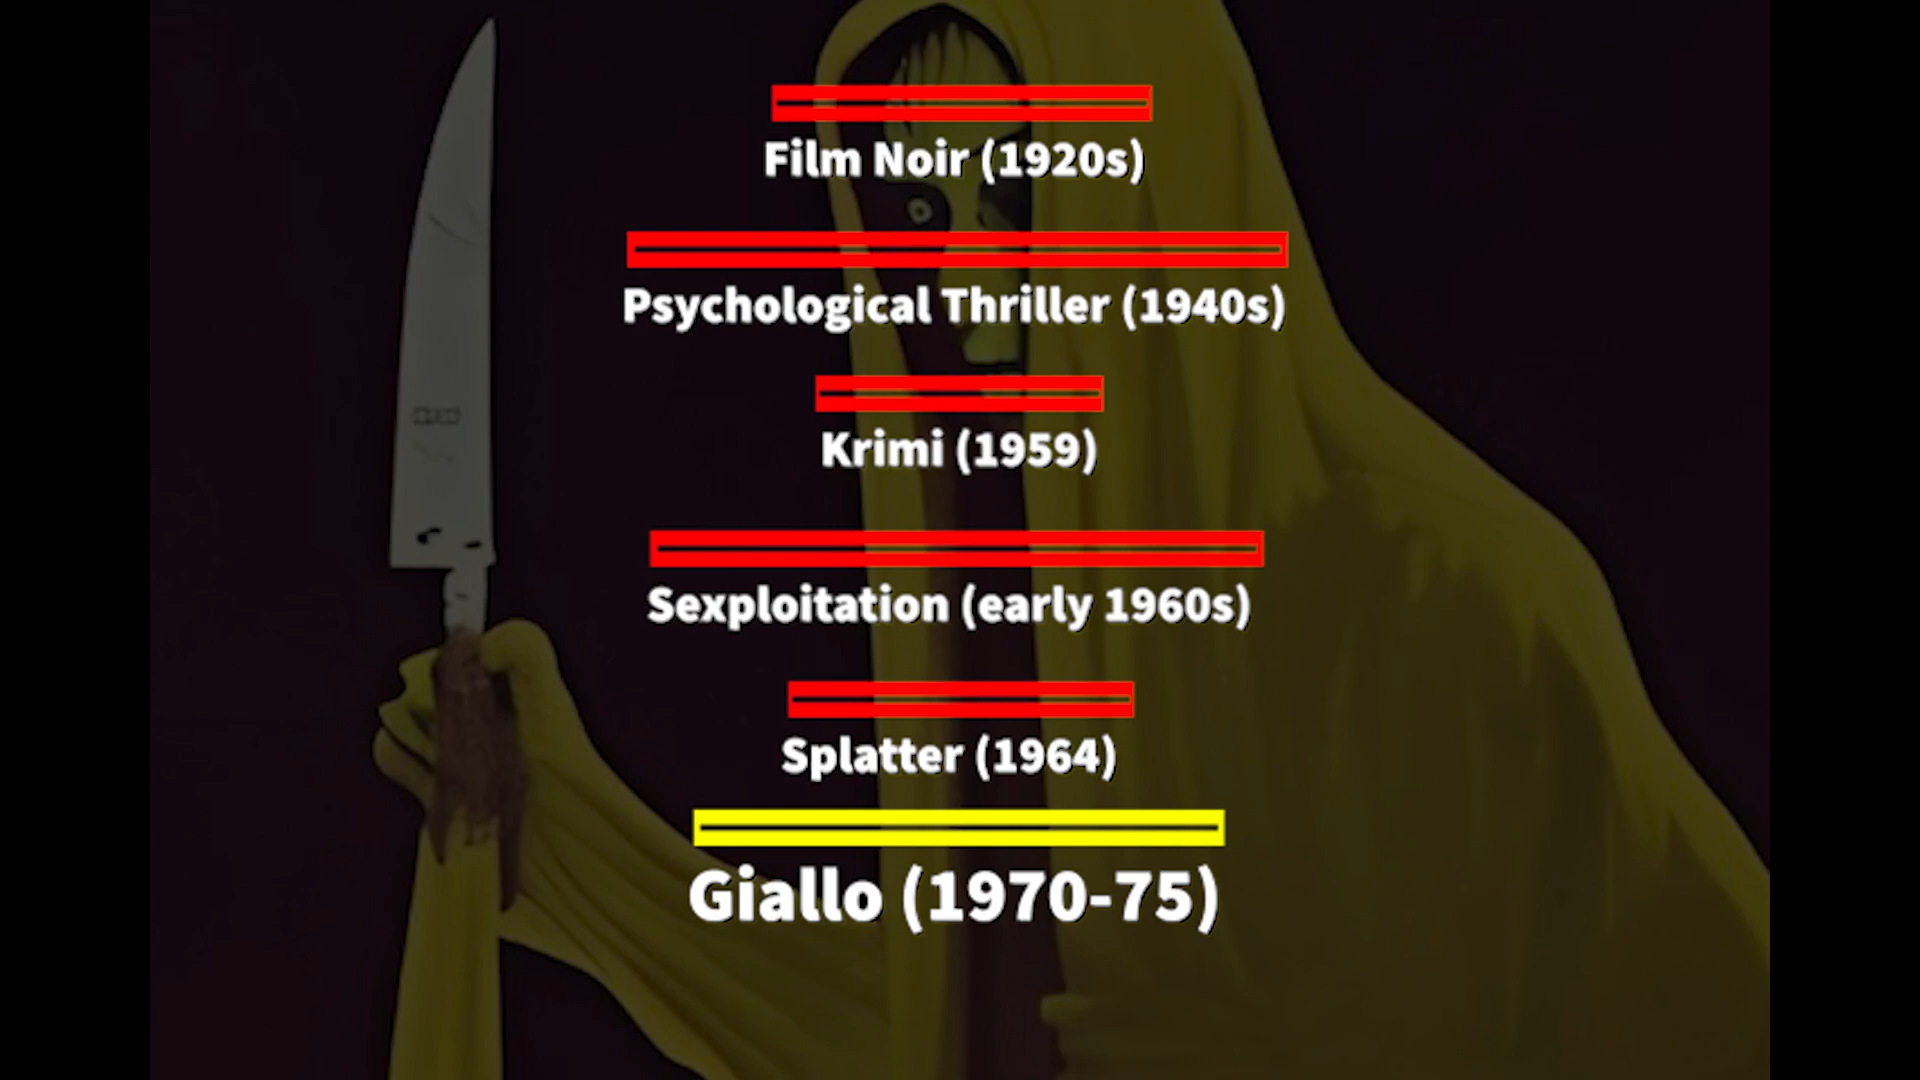 Film Noir (1920s)
Psychological Thriller (1940s)
Krimi (1959)
Sexploitation (early 1960s)
Splatter (1964)
Giallo (1970-75)